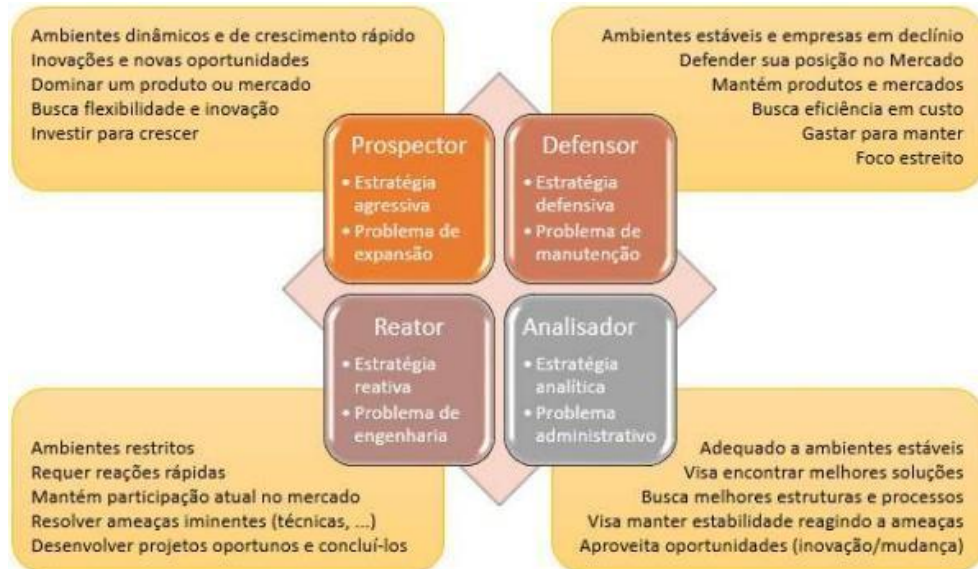 Ambientes dinâmicos e de crescimento rápido
Inovações e novas oportunidades
Dominar um produto ou mercado
Busca flexibilidade e inovação
Investir para crescer
Prospector
• Estratégia
agressiva
• Problema de
expansão
Ambientes estáveis e empresas em declínio
Defender sua posição no Mercado
Mantém produtos e mercados
Busca eficiência em custo
Gastar para manter
Foco estreito
Defensor
• Estratégia
defensiva
• Problema de
manutenção
Reator
• Estratégia
reativa
• Problema de
engenharia
Ambientes restritos
Requer reações rápidas
Mantém participação atual no mercado
Resolver ameaças iminentes (técnicas, ...)
Desenvolver projetos oportunos e concluí-los
Analisador
• Estratégia
analítica
• Problema
administrativo
Adequado a ambientes estáveis
Visa encontrar melhores soluções
Busca melhores estruturas e processos
Visa manter estabilidade reagindo a ameaças
Aproveita oportunidades (inovação/mudança)